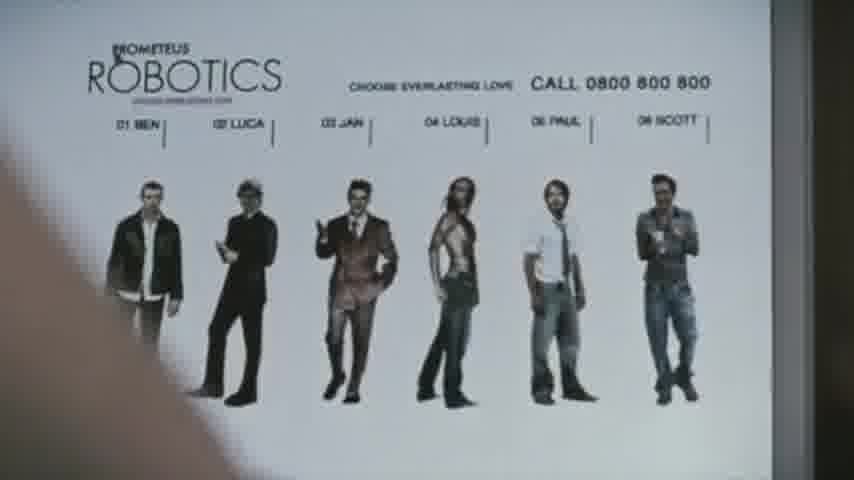 PROMETEUS
ROBOTICS
CHOOSE EVERLASTING LOVE CALL 0800 800 800
01 BEN 02 LUCA 03 JAN 04 LOUIS 05 PAUL 06 SCOTT